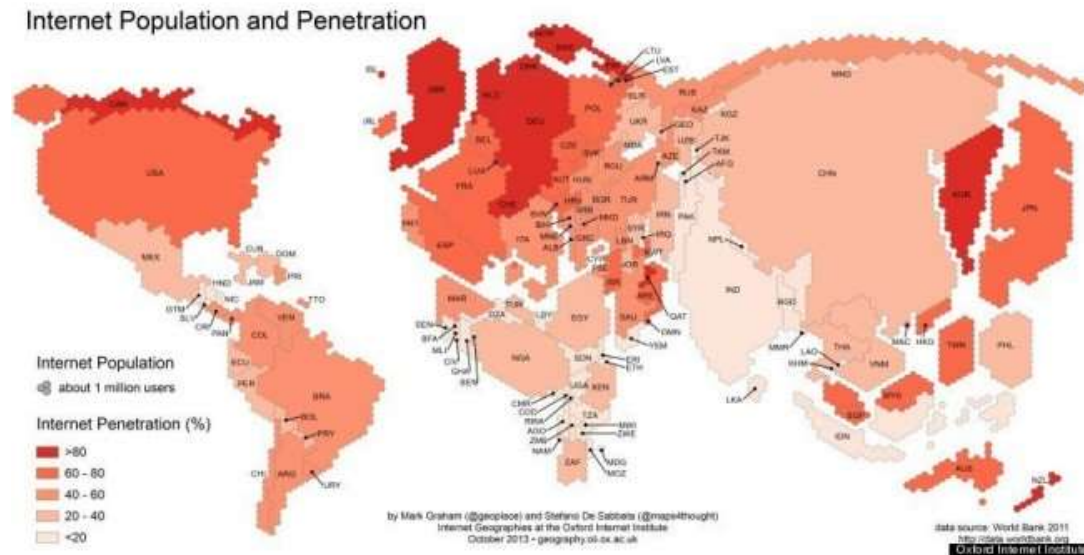 Internet Population and Penetration
ISL
NOR
SWE
FIN
LTU
LVA
EST
CAN
GBR
NLD
DNK
DEU
IRL
BEL
LUX
POL
BLR
RUS
MNG
UKR
KAZ
KGZ
GEO
CZE
SVK
MDA
UZB
TJK
TKM
AFG
USA
FRA
AUT
HUN
ROU
AZE
ARM
CHN
KOR
JPN
CHE
SVN
HRV
SRB
BGR
TUR
BIH
MKD
MNE
ALB
GRC
PRT
ESP
ITA
SYR
IRN
PAK
LBN
IRQ
NPL
CYP
JOR
KWT
ISR
MEX
CUB
DOM
HND
JAM
PRI
NIC
TTO
GTM
SLV
CRI
PAN
VEN
COL
ECU
PER
BRA
BOL
PRY
CHL
ARG
URY
MAR
TUN
DZA
LBY
EGY
SAU
ARE
QAT
OMN
YEM
IND
BGD
SEN
BFA
MLI
CIV
GHA
BEN
NGA
SDN
ERI
ETH
UGA
KEN
CMR
COD
RWA
AGO
ZMB
NAM
TZA
MWI
ZWE
ZAF
MDG
MOZ
MMR
LAO
KHM
THA
VNM
MAC
HKG
TWN
PHL
LKA
MYS
SGP
IDN
AUS
NZL
Internet Population
about 1 million users
Internet Penetration (%)
>80
60 - 80
40 - 60
20 - 40
<20
by Mark Graham (@geoplace) and Stefano De Sabbata (@maps4thought)
Internet Geographies at the Oxford Internet Institute
October 2013 • geography.oii.ox.ac.uk
data source: World Bank 2011
http://data.worldbank.org
Oxford Internet Institute